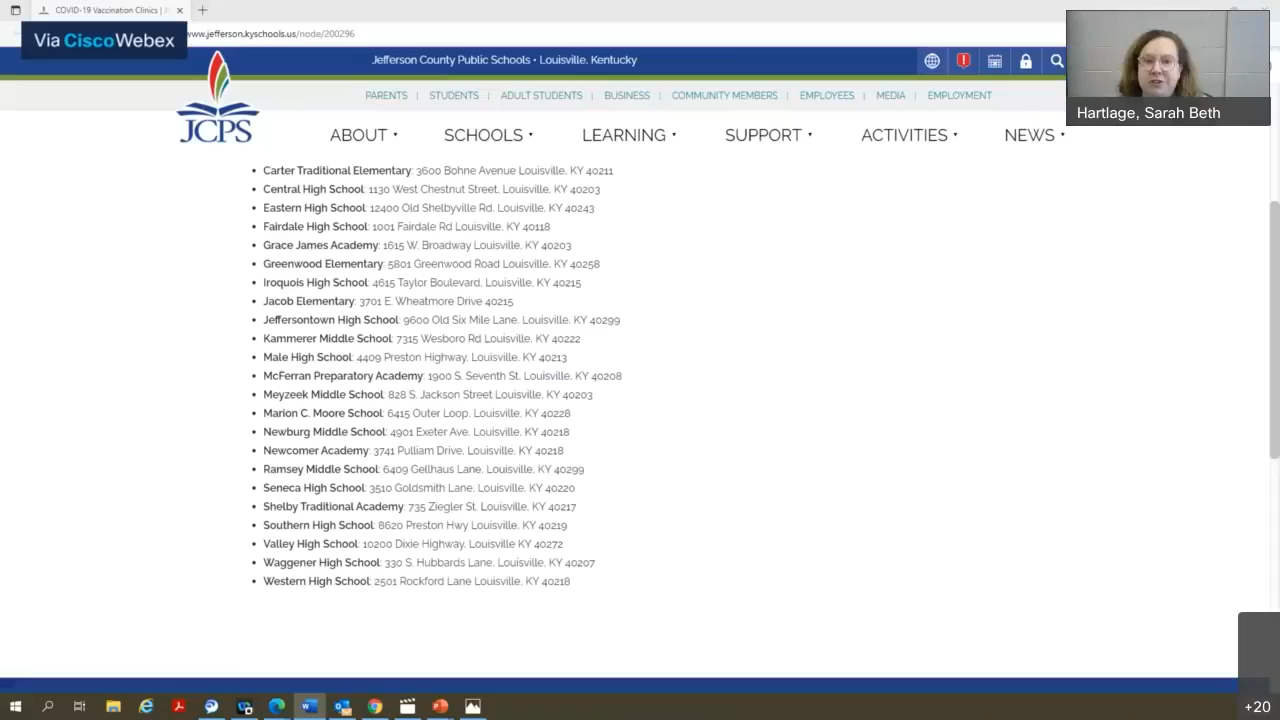 COVID-19 Vaccination Clinics |
Via Cisco Webex
www.jefferson.kyschools.us/node/200296
Jefferson County Public Schools • Louisville, Kentucky
PARENTS | STUDENTS | ADULT STUDENTS | BUSINESS | COMMUNITY MEMBERS | EMPLOYEES | MEDIA | EMPLOYMENT
Hartlage, Sarah Beth
JCPS
ABOUT SCHOOLS LEARNING SUPPORT ACTIVITIES NEWS
• Carter Traditional Elementary: 3600 Bohne Avenue Louisville, KY 40211
• Central High School: 1130 West Chestnut Street, Louisville, KY 40203
• Eastern High School: 12400 Old Shelbyville Rd, Louisville, KY 40243
• Fairdale High School: 1001 Fairdale Rd Louisville, KY 40118
• Grace James Academy: 1615 W. Broadway Louisville, KY 40203
• Greenwood Elementary: 5801 Greenwood Road Louisville, KY 40258
• Iroquois High School: 4615 Taylor Boulevard, Louisville, KY 40215
• Jacob Elementary: 3701 E. Wheatmore Drive 40215
• Jeffersontown High School: 9600 Old Six Mile Lane, Louisville, KY 40299
• Kammerer Middle School: 7315 Wesboro Rd Louisville, KY 40222
• Male High School: 4409 Preston Highway, Louisville, KY 40213
• McFerran Preparatory Academy: 1900 S. Seventh St, Louisville, KY 40208
• Meyzeek Middle School: 828 S. Jackson Street Louisville, KY 40203
• Marion C. Moore School: 6415 Outer Loop, Louisville, KY 40228
• Newburg Middle School: 4901 Exeter Ave, Louisville, KY 40218
• Newcomer Academy: 3741 Pulliam Drive, Louisville, KY 40218
• Ramsey Middle School: 6409 Gellhaus Lane, Louisville, KY 40299
• Seneca High School: 3510 Goldsmith Lane, Louisville, KY 40220
• Shelby Traditional Academy: 735 Ziegler St, Louisville, KY 40217
• Southern High School: 8620 Preston Hwy Louisville, KY 40219
• Valley High School: 10200 Dixie Highway, Louisville KY 40272
• Waggener High School: 330 S. Hubbards Lane, Louisville, KY 40207
• Western High School: 2501 Rockford Lane Louisville, KY 40218
+20